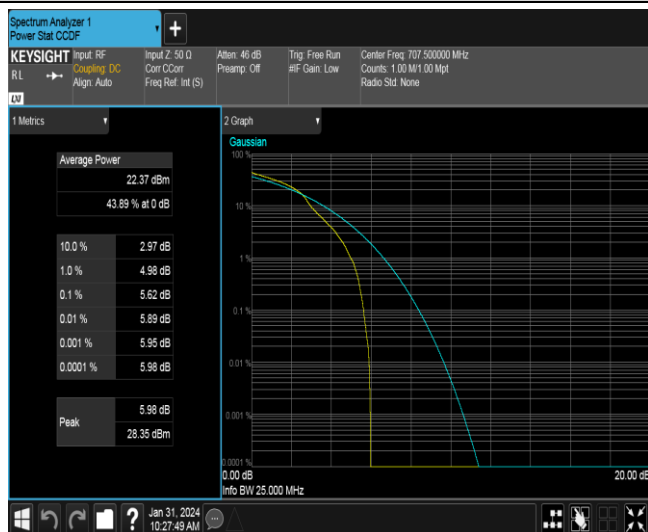 Spectrum Analyzer 1
Power Stat CCDF
+
KEYSIGHT
RL
LXI
Input: RF
Coupling: DC
Align: Auto
Input Z: 50 Ω
Corr CCorr
Freq Ref: Int (S)
Atten: 46 dB
Preamp: Off
Trig: Free Run
#IF Gain: Low
Center Freq: 707.500000 MHz
Counts: 1.00 M/1.00 Mpt
Radio Std: None
1 Metrics
Average Power
22.37 dBm
43.89 % at 0 dB
10.0 % 2.97 dB
1.0 % 4.98 dB
0.1 % 5.62 dB
0.01 % 5.89 dB
0.001 % 5.95 dB
0.0001 % 5.98 dB
Peak
5.98 dB
28.35 dBm
2 Graph
Gaussian
100 %
10 %
1 %
0.1 %
0.01 %
0.001 %
0.0001 %
0.00 dB
20.00 dB
Info BW 25.000 MHz
?
Jan 31, 2024
10:27:49 AM